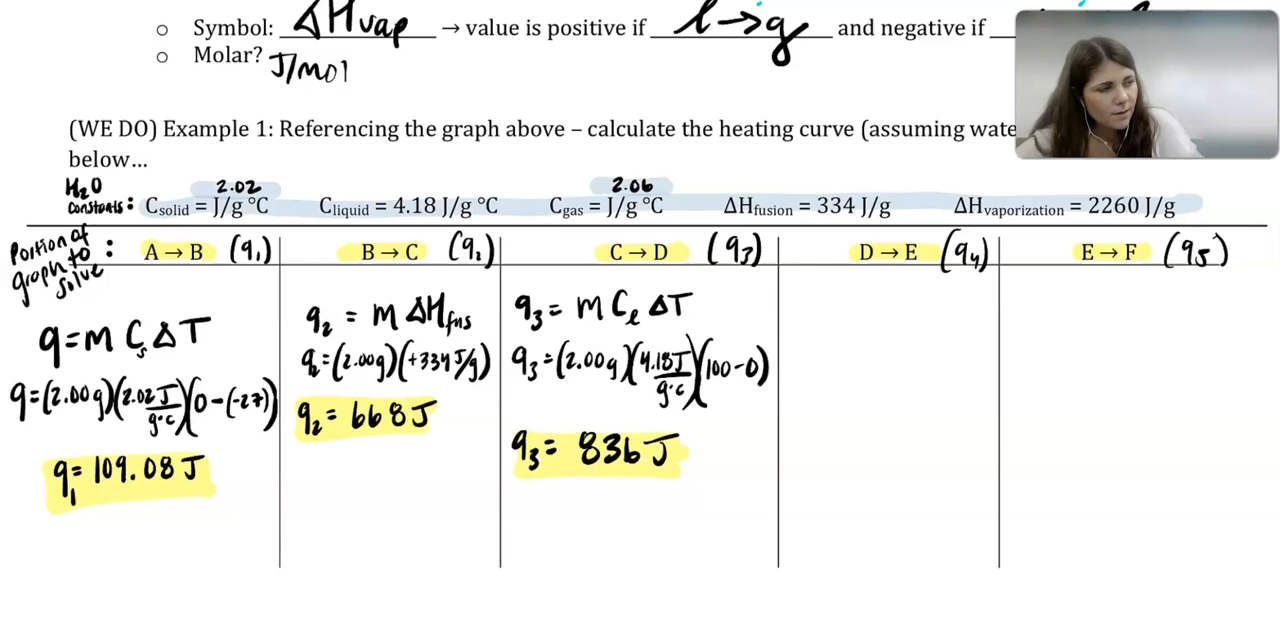 ○ Symbol: ΔHvap → value is positive if l→g and negative if
○ Molar? J/mol
(WE DO) Example 1: Referencing the graph above – calculate the heating curve (assuming wate
below…
H₂O 2.02 2.06
constants: Csolid = J/g °C Cliquid = 4.18 J/g °C Cgas = J/g °C ΔHfusion = 334 J/g ΔHvaporization = 2260 J/g
Portion of graph to solve : A → B (q₁) B → C (q₂) C → D (q₃) D → E (q₄) E → F (q₅)
q=m Cs ΔT
q=(2.00g)(2.02 J/g·c)(0-(-27))
q₁= 109.08 J
q₂ = m ΔHfus
q₂=(2.00g)(+334 J/g)
q₂= 668 J
q₃= m Cl ΔT
q₃=(2.00g)(4.18J/g·c)(100-0)
q₃= 836 J